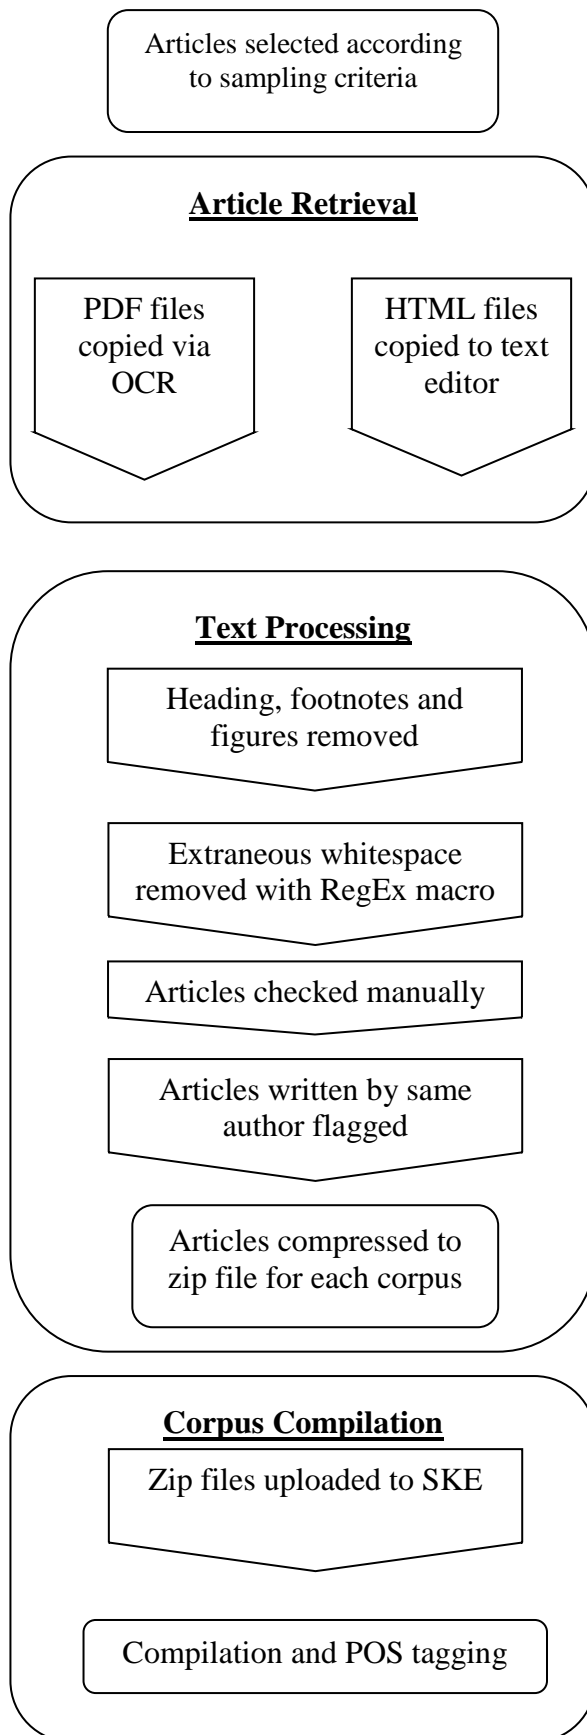 Articles selected according
to sampling criteria
Article Retrieval
PDF files
copied via
OCR
HTML files
copied to text
editor
Text Processing
Heading, footnotes and
figures removed
Extraneous whitespace
removed with RegEx macro
Articles checked manually
Articles written by same
author flagged
Articles compressed to
zip file for each corpus
Corpus Compilation
Zip files uploaded to SKE
Compilation and POS tagging